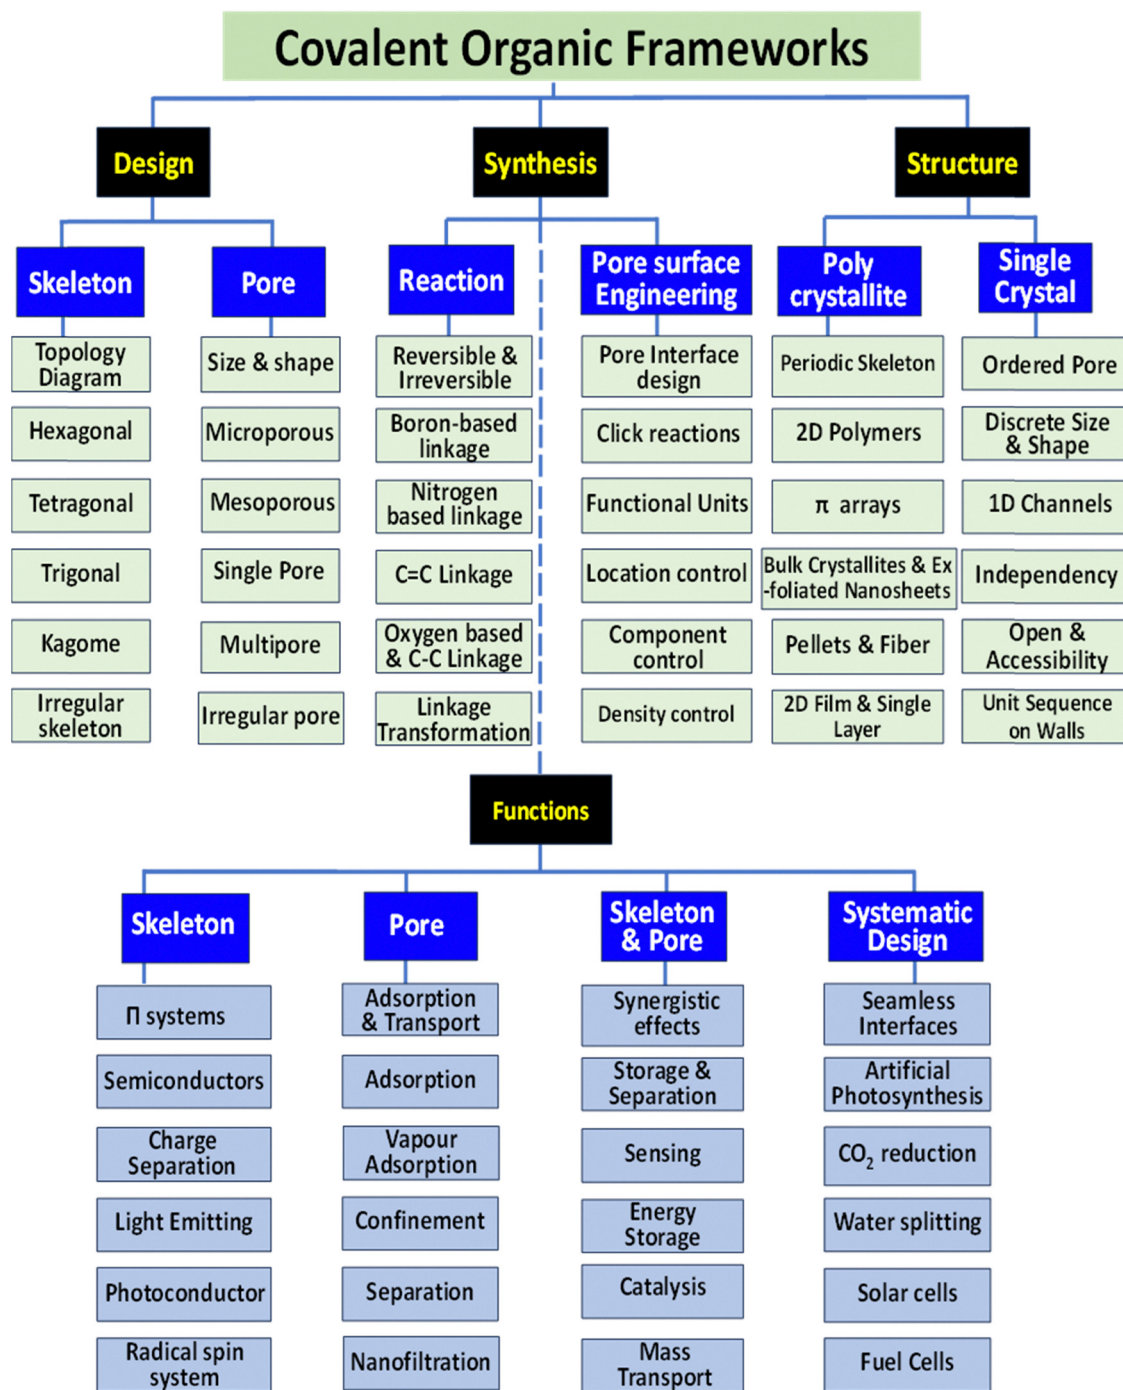 Covalent Organic Frameworks
Design
Synthesis
Structure
Skeleton
Pore
Reaction
Pore surface
Engineering
Poly
crystallite
Single
Crystal
Topology
Diagram
Hexagonal
Tetragonal
Trigonal
Kagome
Irregular
skeleton
Size & shape
Microporous
Mesoporous
Single Pore
Multipore
Irregular pore
Reversible &
Irreversible
Boron-based
linkage
Nitrogen
based linkage
C=C Linkage
Oxygen based
& C-C Linkage
Linkage
Transformation
Pore Interface
design
Click reactions
Functional Units
Location control
Component
control
Density control
Periodic Skeleton
2D Polymers
π arrays
Bulk Crystallites & Ex
-foliated Nanosheets
Pellets & Fiber
2D Film & Single
Layer
Ordered Pore
Discrete Size
& Shape
1D Channels
Independency
Open &
Accessibility
Unit Sequence
on Walls
Functions
Skeleton
Pore
Skeleton
& Pore
Systematic
Design
Π systems
Semiconductors
Charge
Separation
Light Emitting
Photoconductor
Radical spin
system
Adsorption
& Transport
Adsorption
Vapour
Adsorption
Confinement
Separation
Nanofiltration
Synergistic
effects
Storage &
Separation
Sensing
Energy
Storage
Catalysis
Mass
Transport
Seamless
Interfaces
Artificial
Photosynthesis
CO₂ reduction
Water splitting
Solar cells
Fuel Cells